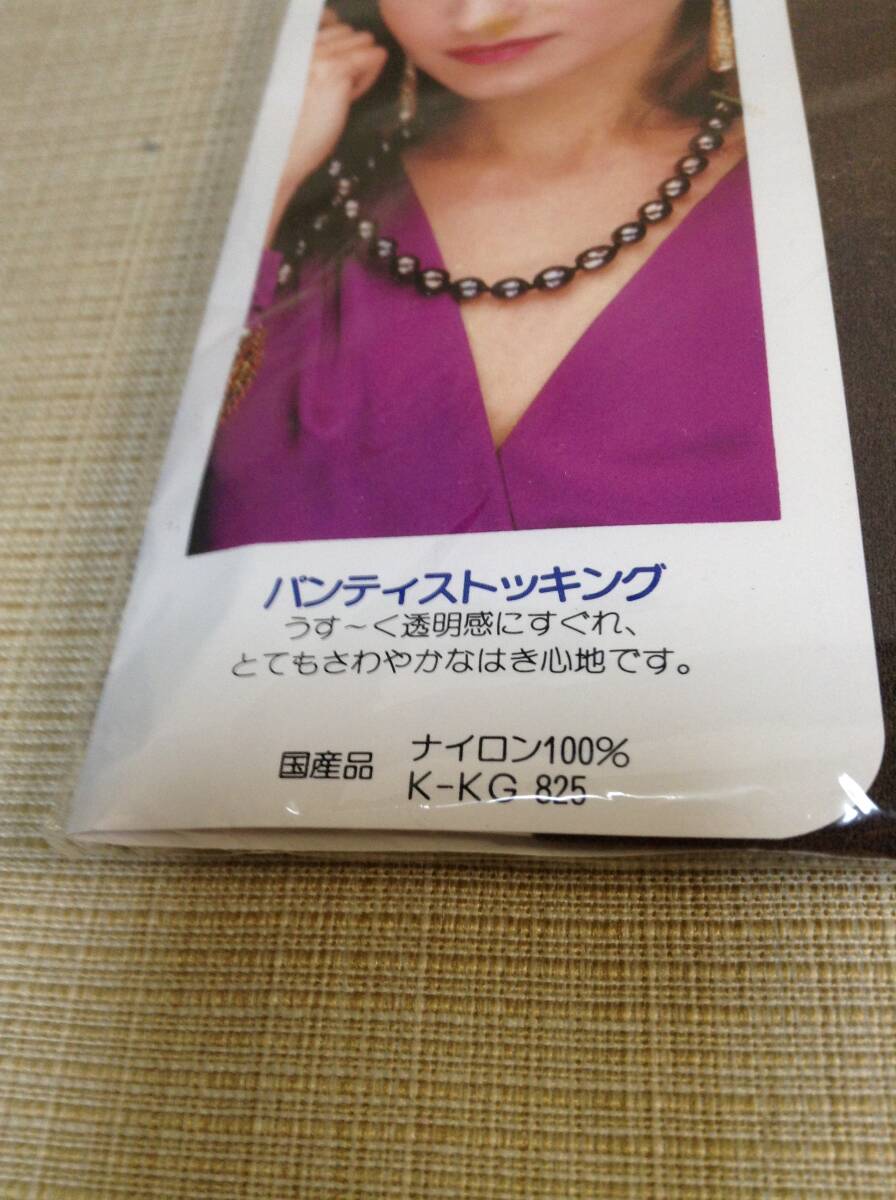 パンティストッキング
うす〜く透明感にすぐれ、
とてもさわやかなはき心地です。
国産品 ナイロン100%
K-KG 825